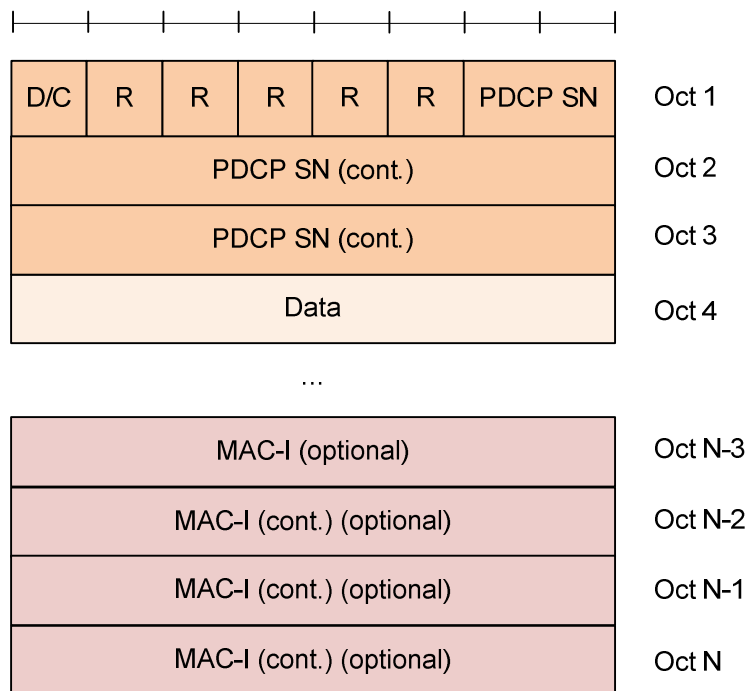 D/C R R R R R PDCP SN Oct 1
PDCP SN (cont.) Oct 2
PDCP SN (cont.) Oct 3
Data Oct 4
...
MAC-I (optional) Oct N-3
MAC-I (cont.) (optional) Oct N-2
MAC-I (cont.) (optional) Oct N-1
MAC-I (cont.) (optional) Oct N